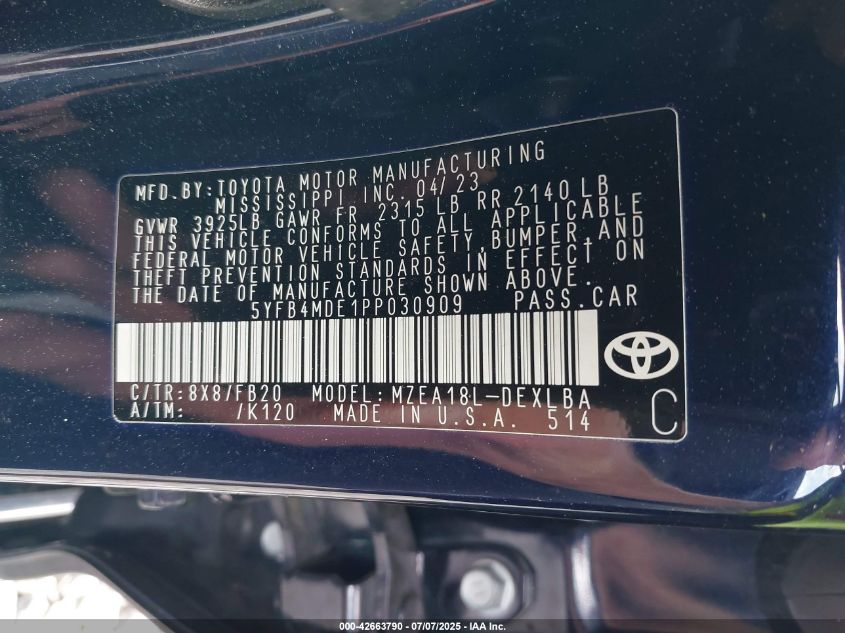 MFD.BY:TOYOTA MOTOR MANUFACTURING
MISSISSIPPI INC. 04/23
GVWR 3925LB GAWR FR 2315 LB RR 2140 LB
THIS VEHICLE CONFORMS TO ALL APPLICABLE
FEDERAL MOTOR VEHICLE SAFETY,BUMPER,AND
THEFT PREVENTION STANDARDS IN EFFECT ON
THE DATE OF MANUFACTURE SHOWN ABOVE.
5YFB4MDE1PP030909 PASS.CAR
C/TR:8X8/FB20 MODEL:MZEA18L-DEXLBA
A/TM: /K120 MADE IN U.S.A. 514
C
000-42663790 - 07/07/2025 - IAA Inc.